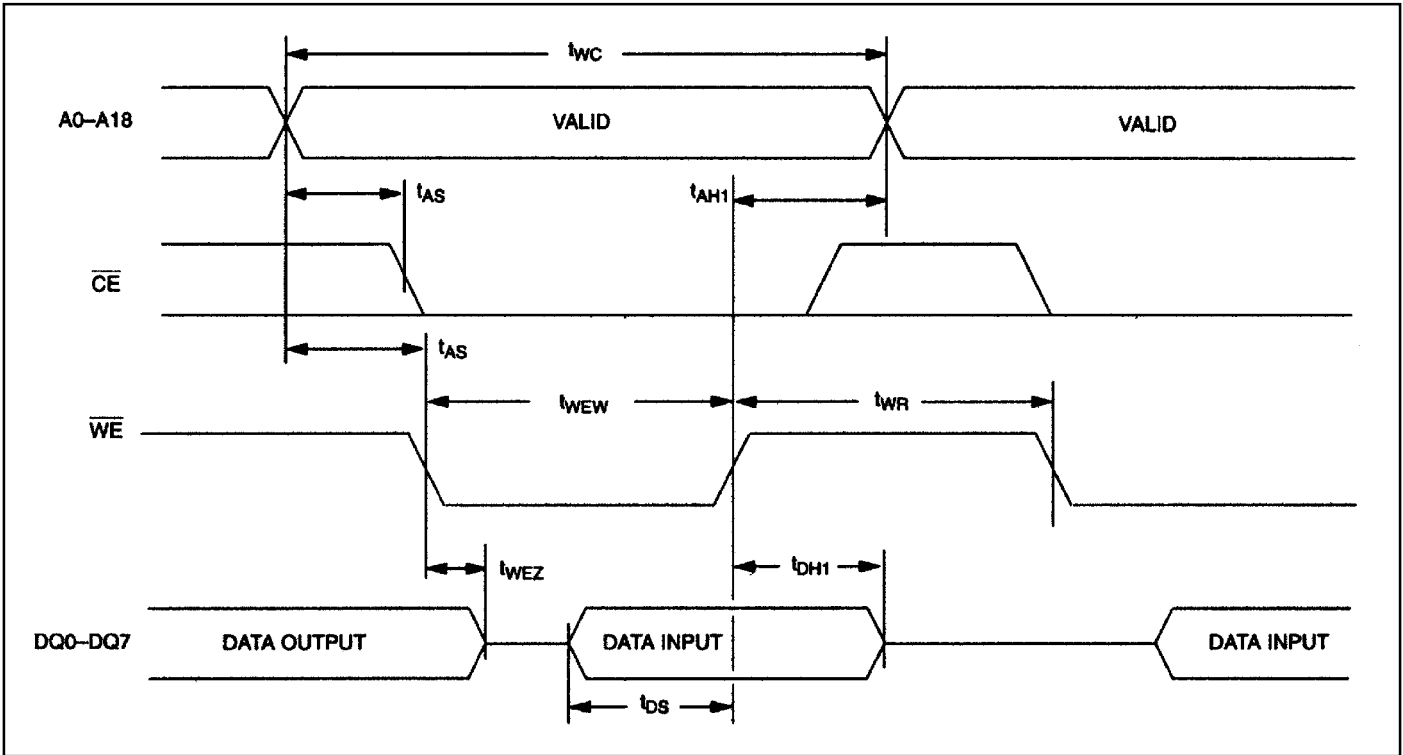 tWC
A0–A18 VALID VALID
tAS tAH1
CE
tAS
tWEW tWR
WE
tWEZ tDH1
DQ0–DQ7 DATA OUTPUT DATA INPUT DATA INPUT
tDS